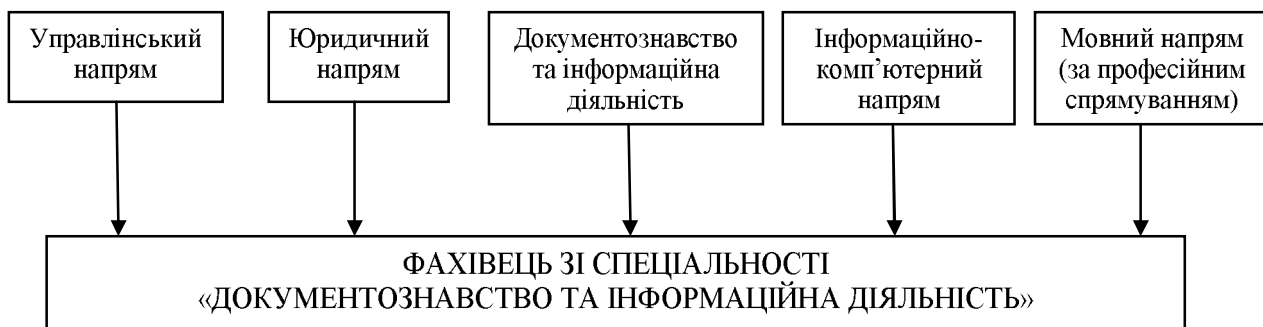 Управлінський
напрям
Юридичний
напрям
Документознавство
та інформаційна
діяльність
Інформаційно-
комп’ютерний
напрям
Мовний напрям
(за професійним
спрямуванням)
ФАХІВЕЦЬ ЗІ СПЕЦІАЛЬНОСТІ
«ДОКУМЕНТОЗНАВСТВО ТА ІНФОРМАЦІЙНА ДІЯЛЬНІСТЬ»